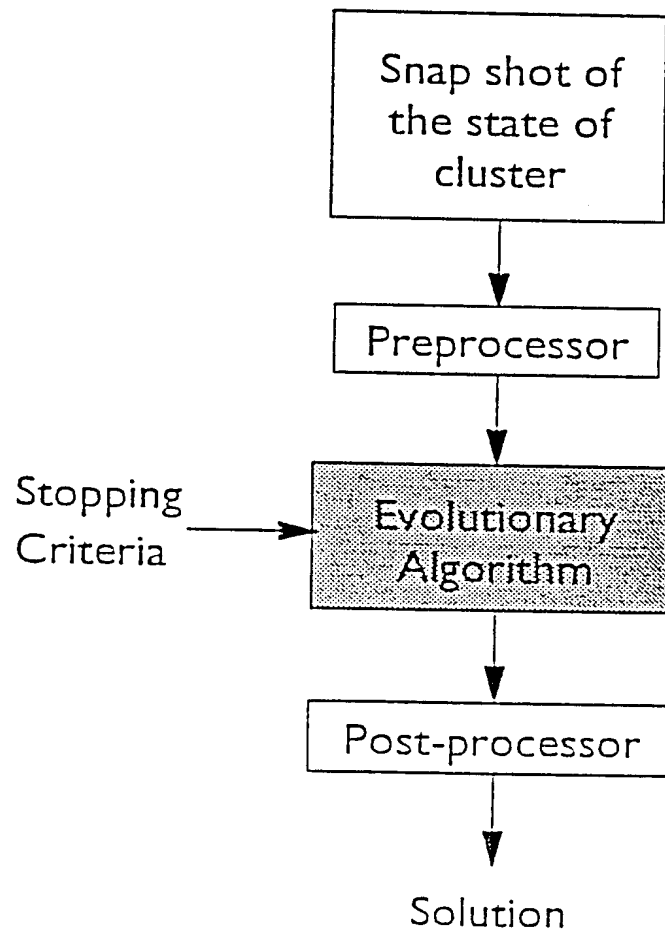 Snap shot of
the state of
cluster
Preprocessor
Stopping
Criteria
Evolutionary
Algorithm
Post-processor
Solution